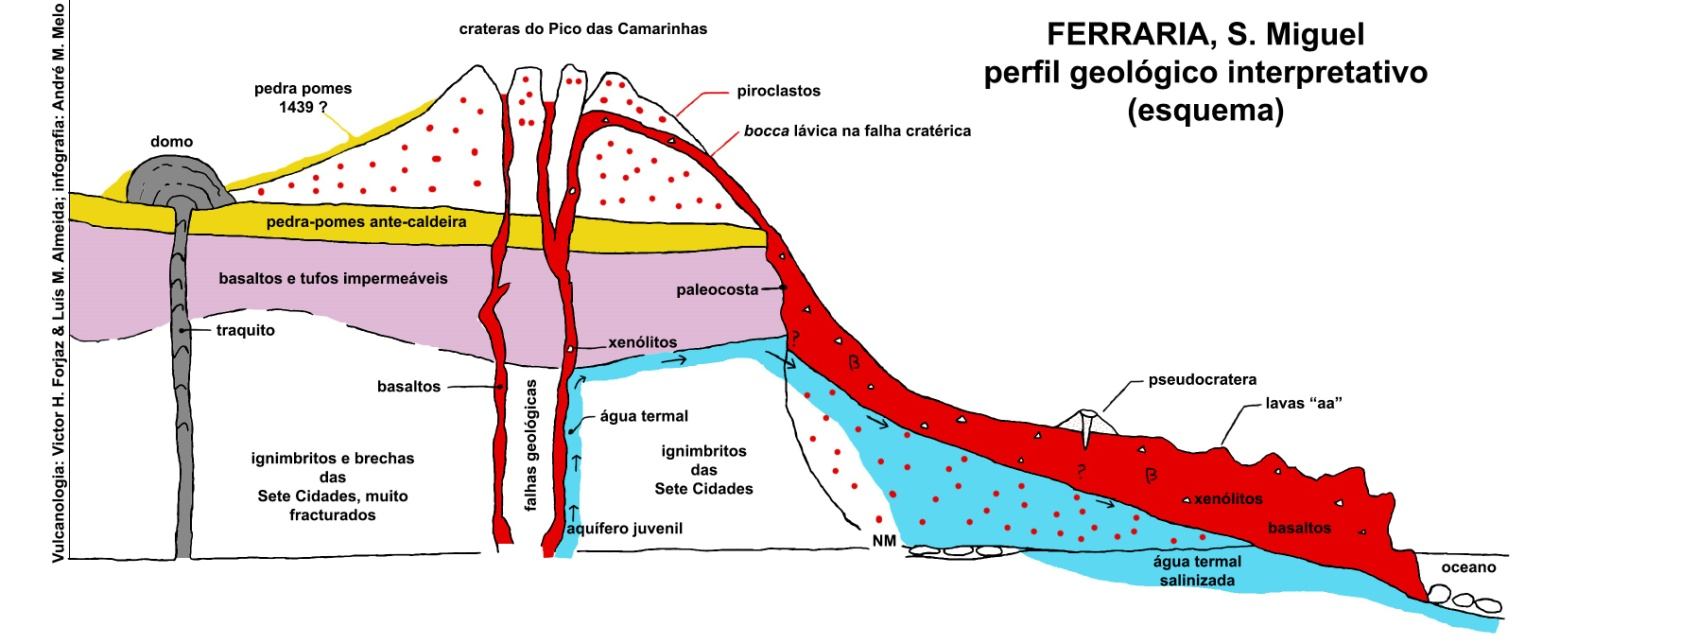 FERRARIA, S. Miguel
perfil geológico interpretativo
(esquema)
Vulcanologia: Victor H. Forjaz & Luís M. Almeida; infografia: André M. Melo
crateras do Pico das Camarinhas
pedra pomes
1439 ?
piroclastos
bocca lávica na falha cratérica
domo
pedra-pomes ante-caldeira
basaltos e tufos impermeáveis
paleocosta
traquito
xenólitos
?
β
basaltos
falhas geológicas
água termal
pseudocratera
lavas “aa”
ignimbritos e brechas
das
Sete Cidades, muito
fracturados
ignimbritos
das
Sete Cidades
?
β
xenólitos
basaltos
aquífero juvenil
NM
água termal
salinizada
oceano